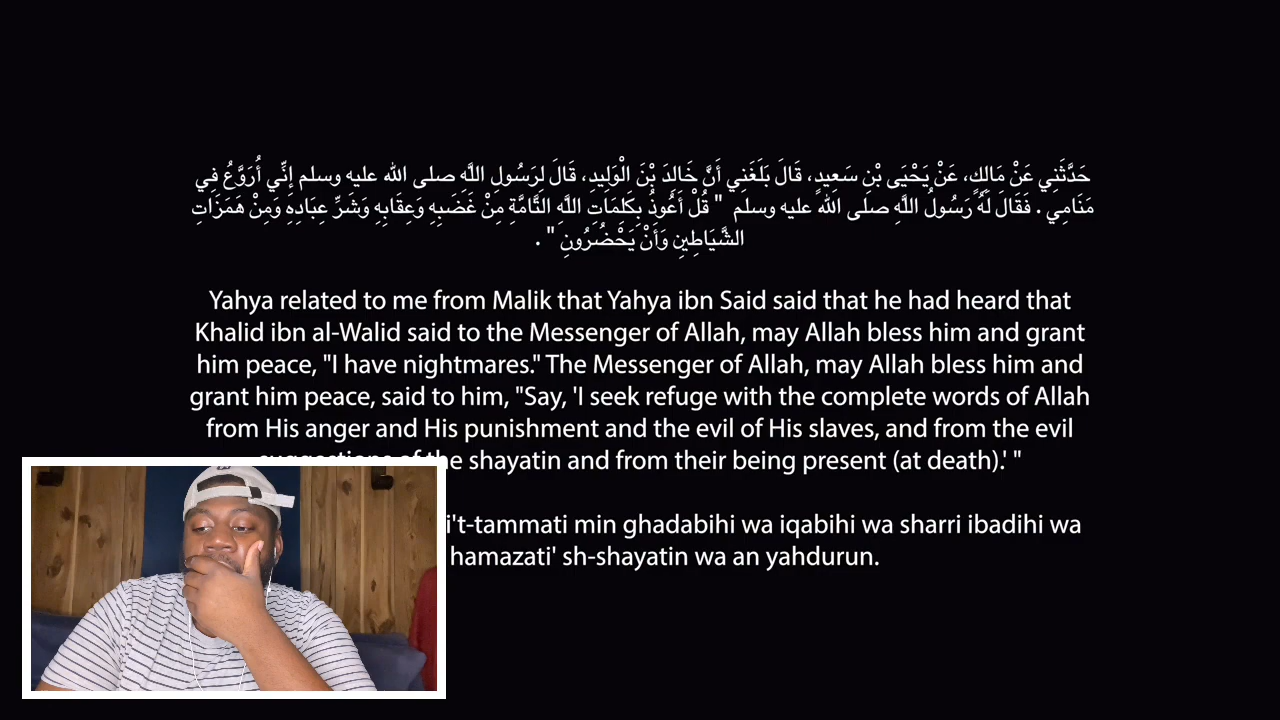 حَدَّثَنِي عَنْ مَالِكٍ، عَنْ يَحْيَى بْنِ سَعِيدٍ، قَالَ بَلَغَنِي أَنَّ خَالِدَ بْنَ الْوَلِيدِ، قَالَ لِرَسُولِ اللَّهِ صلى الله عليه وسلم إِنِّي أُرَوَّعُ فِي
مَنَامِي ‏.‏ فَقَالَ لَهُ رَسُولُ اللَّهِ صلى الله عليه وسلم ‏"‏ قُلْ أَعُوذُ بِكَلِمَاتِ اللَّهِ التَّامَّةِ مِنْ غَضَبِهِ وَعِقَابِهِ وَشَرِّ عِبَادِهِ وَمِنْ هَمَزَاتِ
الشَّيَاطِينِ وَأَنْ يَحْضُرُونِ ‏"‏ ‏.
Yahya related to me from Malik that Yahya ibn Said said that he had heard that
Khalid ibn al-Walid said to the Messenger of Allah, may Allah bless him and grant
him peace, "I have nightmares." The Messenger of Allah, may Allah bless him and
grant him peace, said to him, "Say, 'I seek refuge with the complete words of Allah
from His anger and His punishment and the evil of His slaves, and from the evil
the shayatin and from their being present (at death).' "
i't-tammati min ghadabihi wa iqabihi wa sharri ibadihi wa
hamazati' sh-shayatin wa an yahdurun.